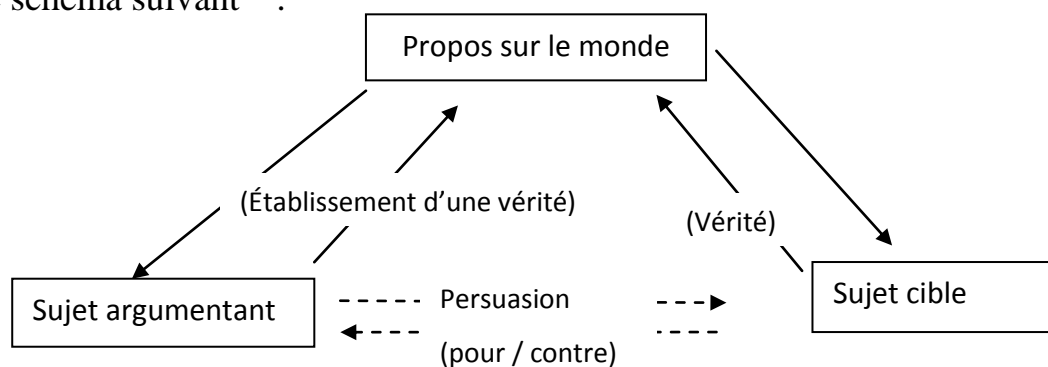 schéma suivant :
Propos sur le monde
(Établissement d’une vérité)
(Vérité)
Sujet argumentant
Persuasion
Sujet cible
(pour / contre)